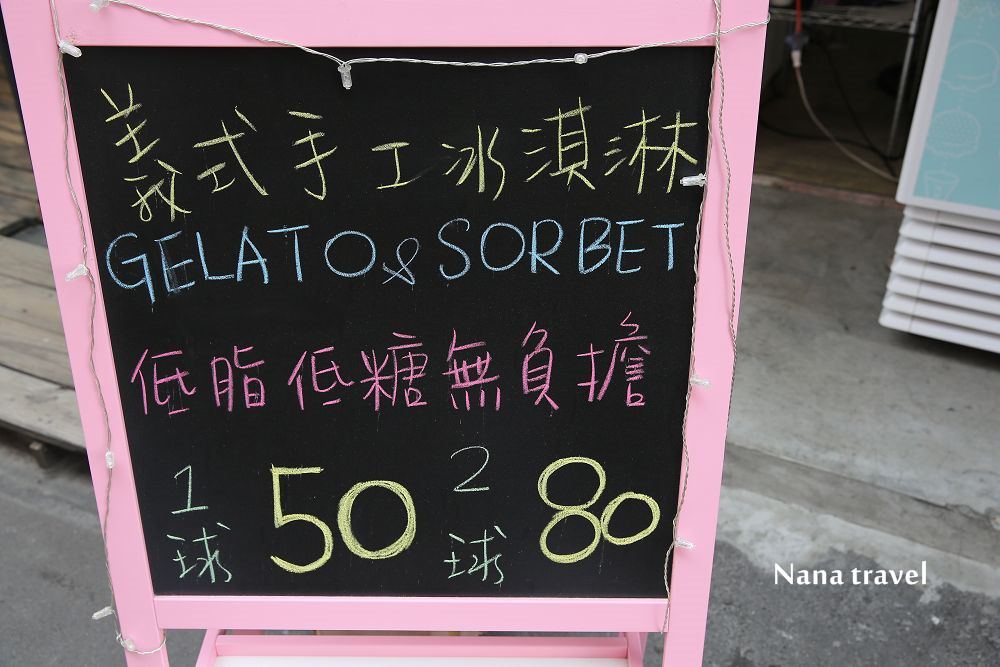 義式手工冰淇淋
GELATO & SORBET
低脂低糖無負擔
1球 50 2球 80
Nana travel